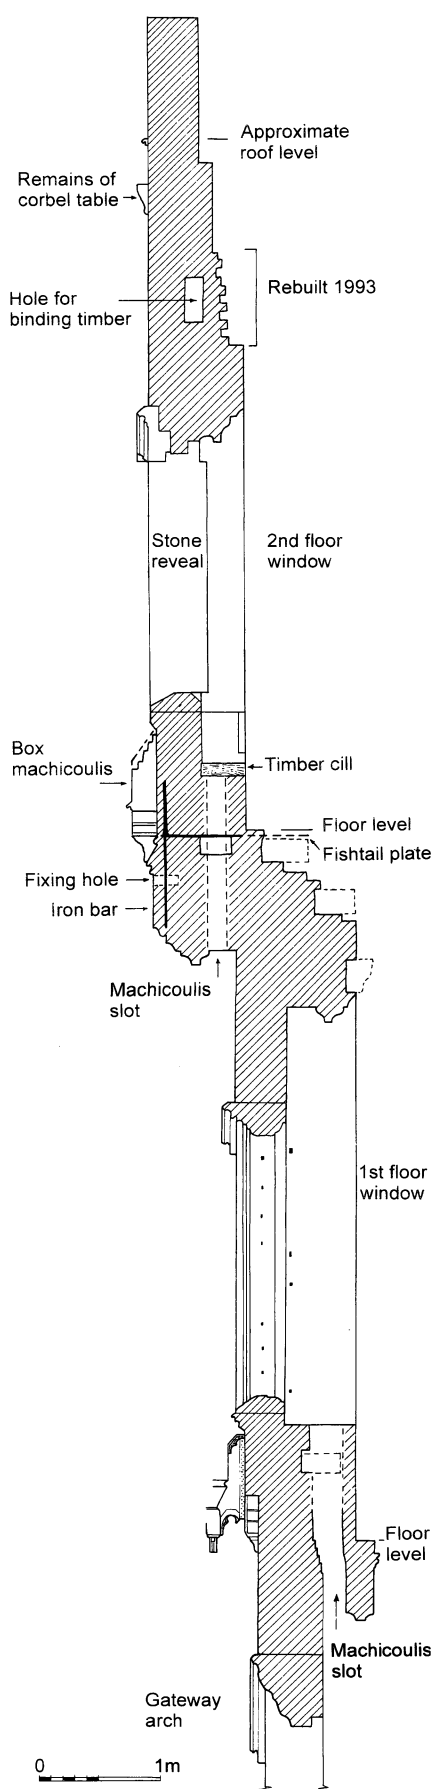 Approximate
roof level
Remains of
corbel table
Rebuilt 1993
Hole for
binding timber
Stone
reveal
2nd floor
window
Box
machicoulis
Timber cill
Floor level
Fishtail plate
Fixing hole
Iron bar
Machicoulis
slot
1st floor
window
Floor
level
Machicoulis
slot
Gateway
arch
0 1m